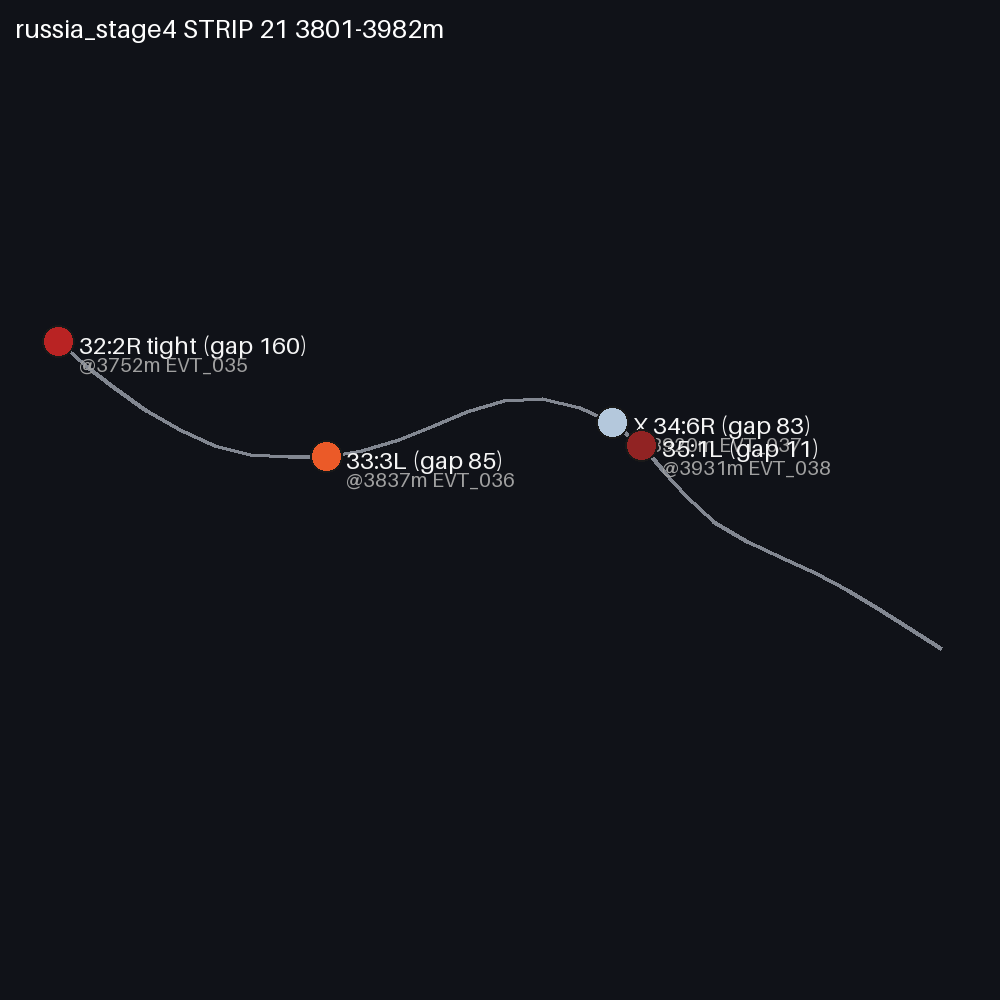 russia_stage4 STRIP 21 3801-3982m
32:2R tight (gap 160)
@3752m EVT_035
33:3L (gap 85)
@3837m EVT_036
X 34:6R (gap 83)
EVT_037
35:1L (gap 11)
@3931m EVT_038